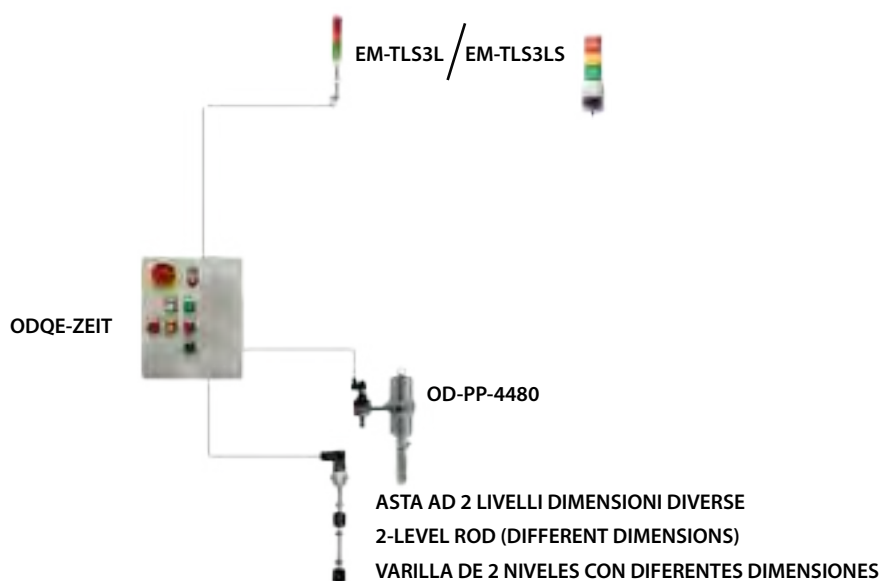 EM-TLS3L / EM-TLS3LS
ODQE-ZEIT
OD-PP-4480
ASTA AD 2 LIVELLI DIMENSIONI DIVERSE
2-LEVEL ROD (DIFFERENT DIMENSIONS)
VARILLA DE 2 NIVELES CON DIFERENTES DIMENSIONES